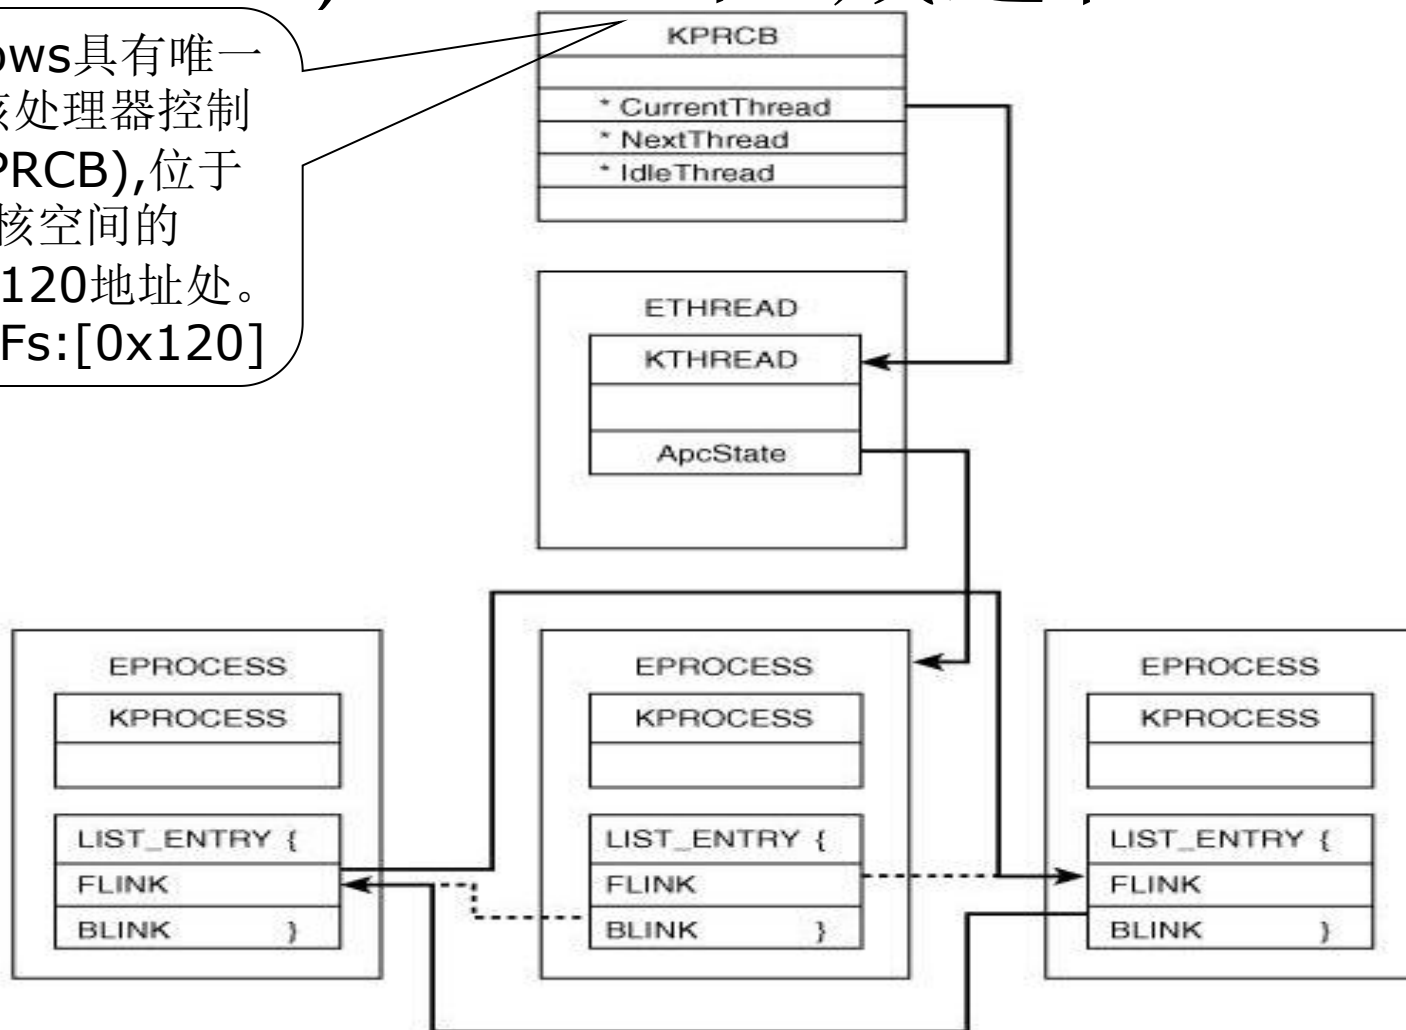 KPRCB
* CurrentThread
* NextThread
* IdleThread
ows具有唯一
核处理器控制
PRCB),位于
核空间的
120地址处。
Fs:[0x120]
ETHREAD
KTHREAD
ApcState
EPROCESS
KPROCESS
LIST_ENTRY {
FLINK
BLINK }
EPROCESS
KPROCESS
LIST_ENTRY {
FLINK
BLINK }
EPROCESS
KPROCESS
LIST_ENTRY {
FLINK
BLINK }